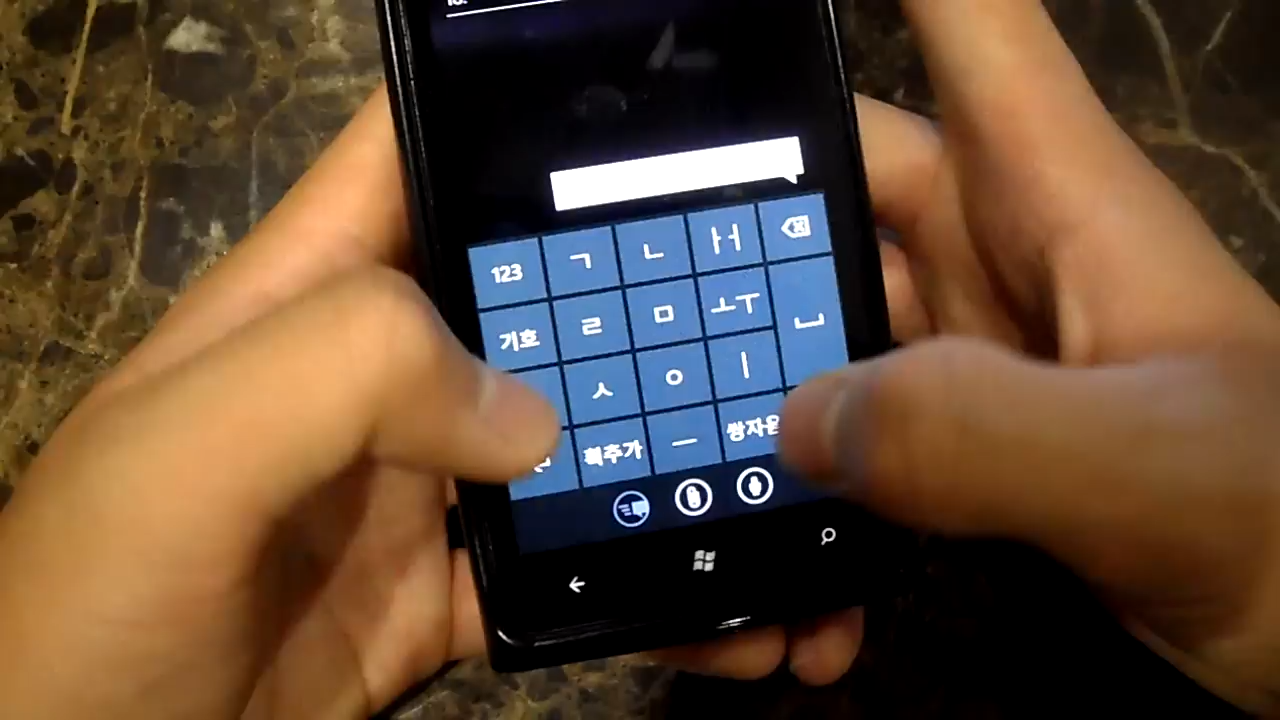 123 ㄱ ㄴ ㅏㅓ
기호 ㄹ ㅁ ㅗㅜ
ㅅ ㅇ ㅣ
획추가 ㅡ 쌍자음